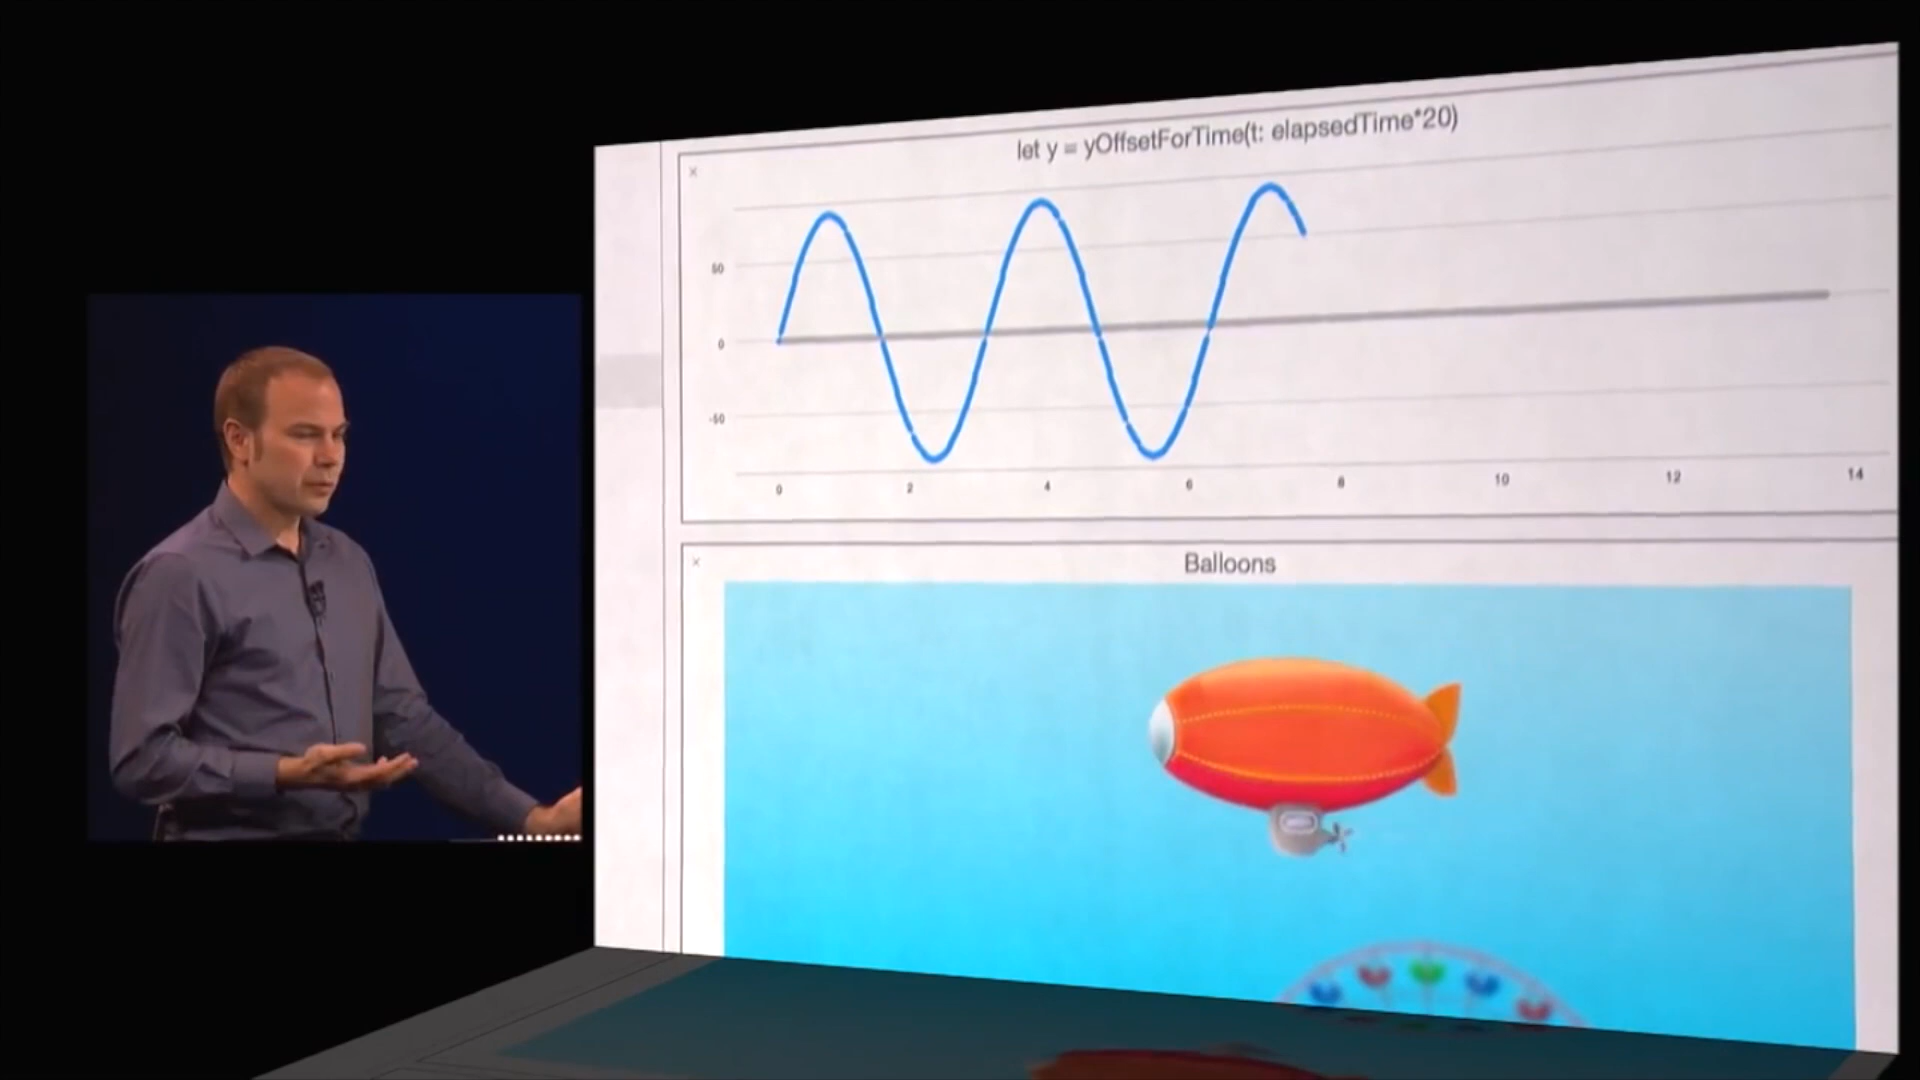 ×
let y = yOffsetForTime(t: elapsedTime*20)
50
0
-50
0 2 4 6 8 10 12 14
×
Balloons